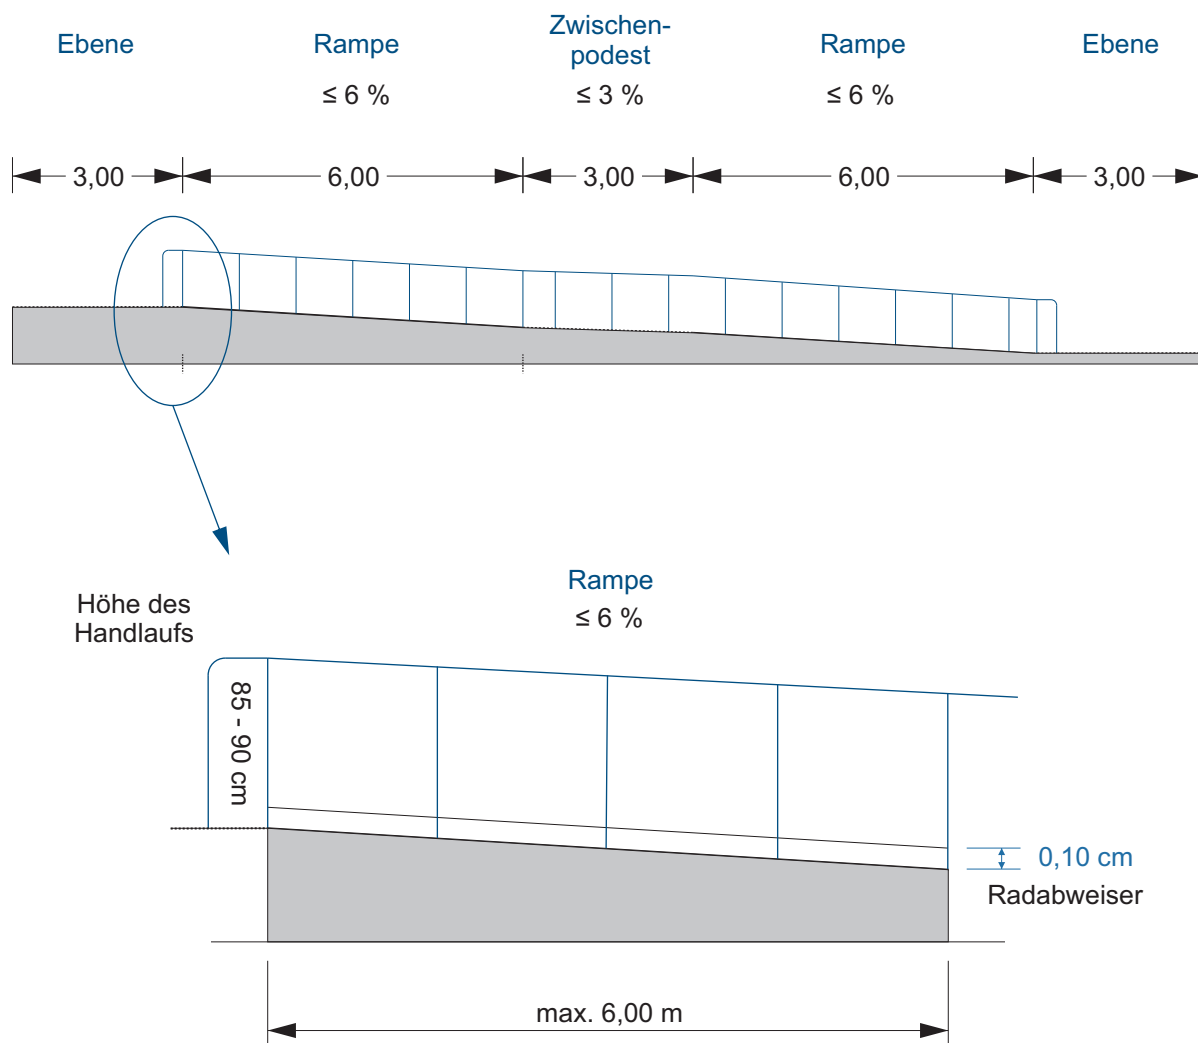 Ebene
Rampe
≤ 6 %
Zwischen-
podest
≤ 3 %
Rampe
≤ 6 %
Ebene
3,00
6,00
3,00
6,00
3,00
Rampe
≤ 6 %
Höhe des
Handlaufs
85 - 90 cm
0,10 cm
Radabweiser
max. 6,00 m